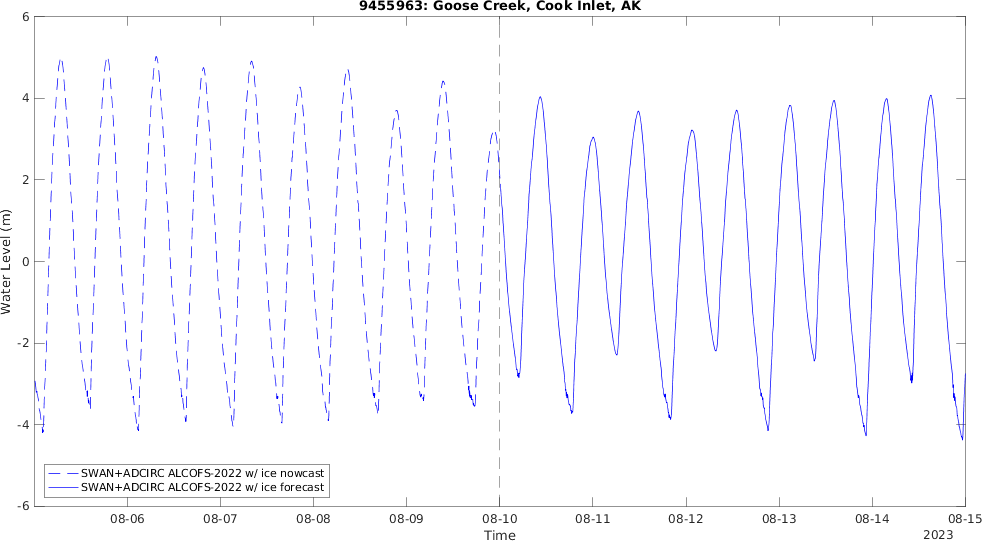 9455963: Goose Creek, Cook Inlet, AK
6
4
2
0
-2
-4
-6
Water Level (m)
SWAN+ADCIRC ALCOFS-2022 w/ ice nowcast
SWAN+ADCIRC ALCOFS-2022 w/ ice forecast
08-06 08-07 08-08 08-09 08-10 08-11 08-12 08-13 08-14 08-15
Time
2023